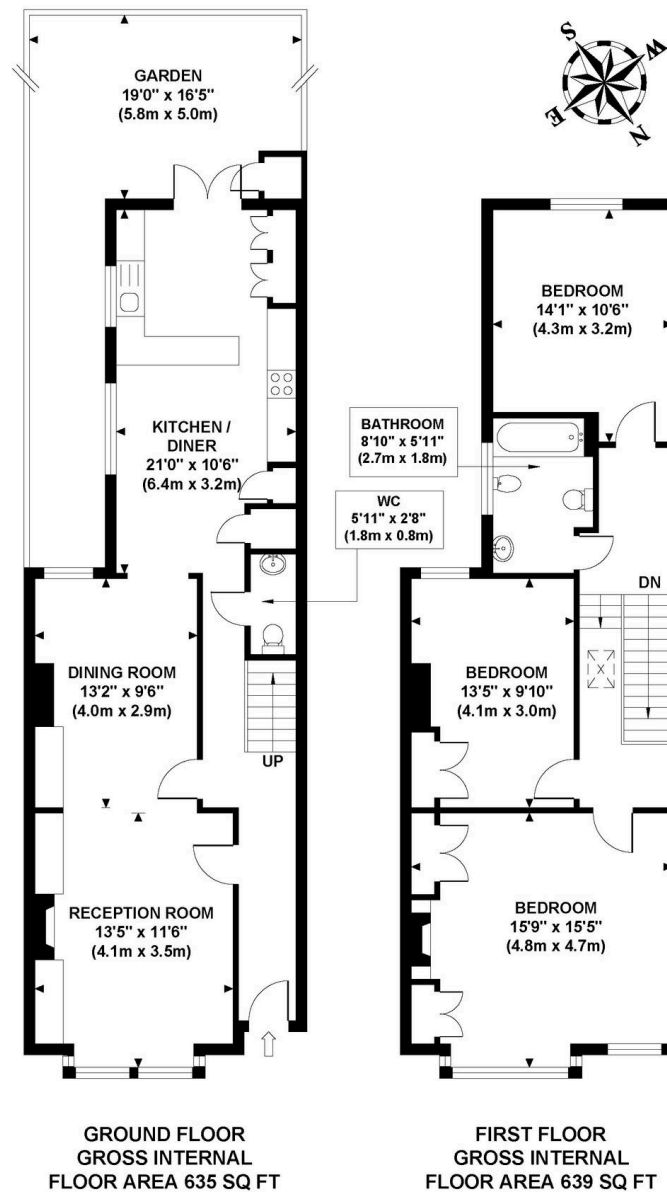 GARDEN
19'0" x 16'5"
(5.8m x 5.0m)
S
W
E
N
BEDROOM
14'1" x 10'6"
(4.3m x 3.2m)
KITCHEN /
DINER
21'0" x 10'6"
(6.4m x 3.2m)
BATHROOM
8'10" x 5'11"
(2.7m x 1.8m)
WC
5'11" x 2'8"
(1.8m x 0.8m)
DN
DINING ROOM
13'2" x 9'6"
(4.0m x 2.9m)
BEDROOM
13'5" x 9'10"
(4.1m x 3.0m)
UP
RECEPTION ROOM
13'5" x 11'6"
(4.1m x 3.5m)
BEDROOM
15'9" x 15'5"
(4.8m x 4.7m)
GROUND FLOOR
GROSS INTERNAL
FLOOR AREA 635 SQ FT
FIRST FLOOR
GROSS INTERNAL
FLOOR AREA 639 SQ FT